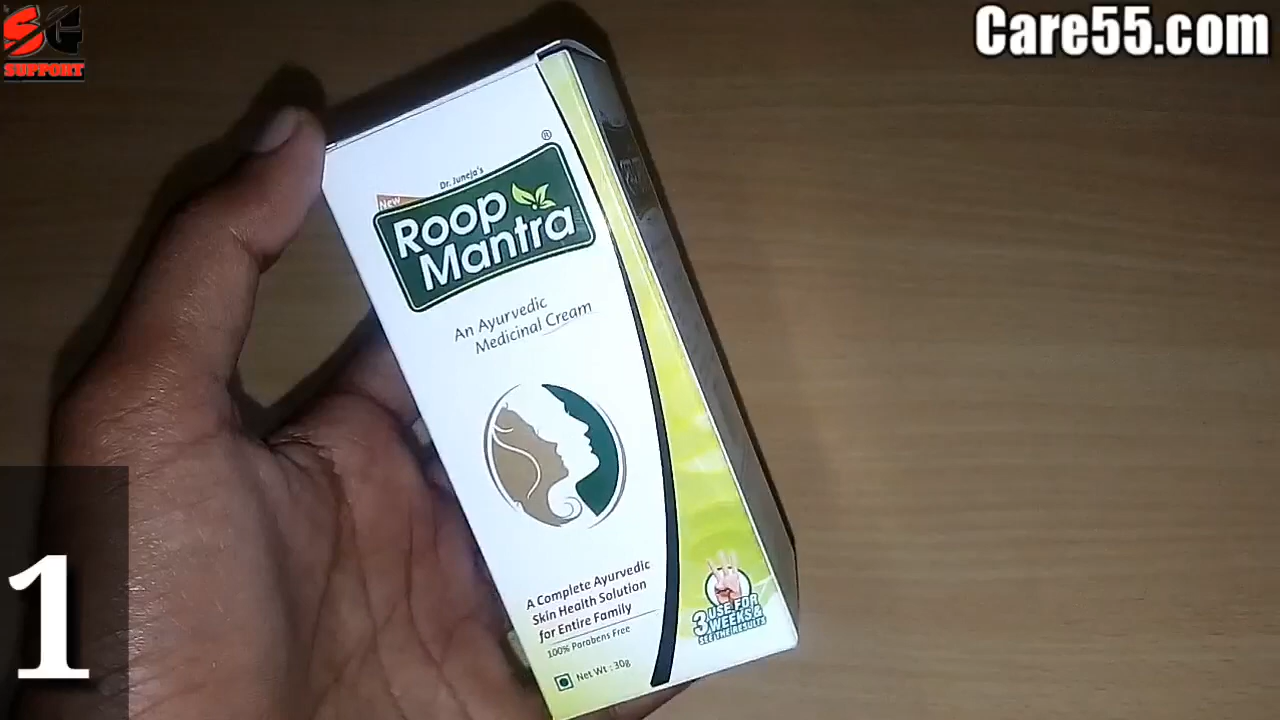 SG
SUPPORT
Care55.com
®
Dr. Juneja's
New
Roop
Mantra
An Ayurvedic
Medicinal Cream
A Complete Ayurvedic
Skin Health Solution
for Entire Family
100% Parabens Free
Net Wt : 30g
USE FOR
3 WEEKS &
SEE THE RESULTS
1